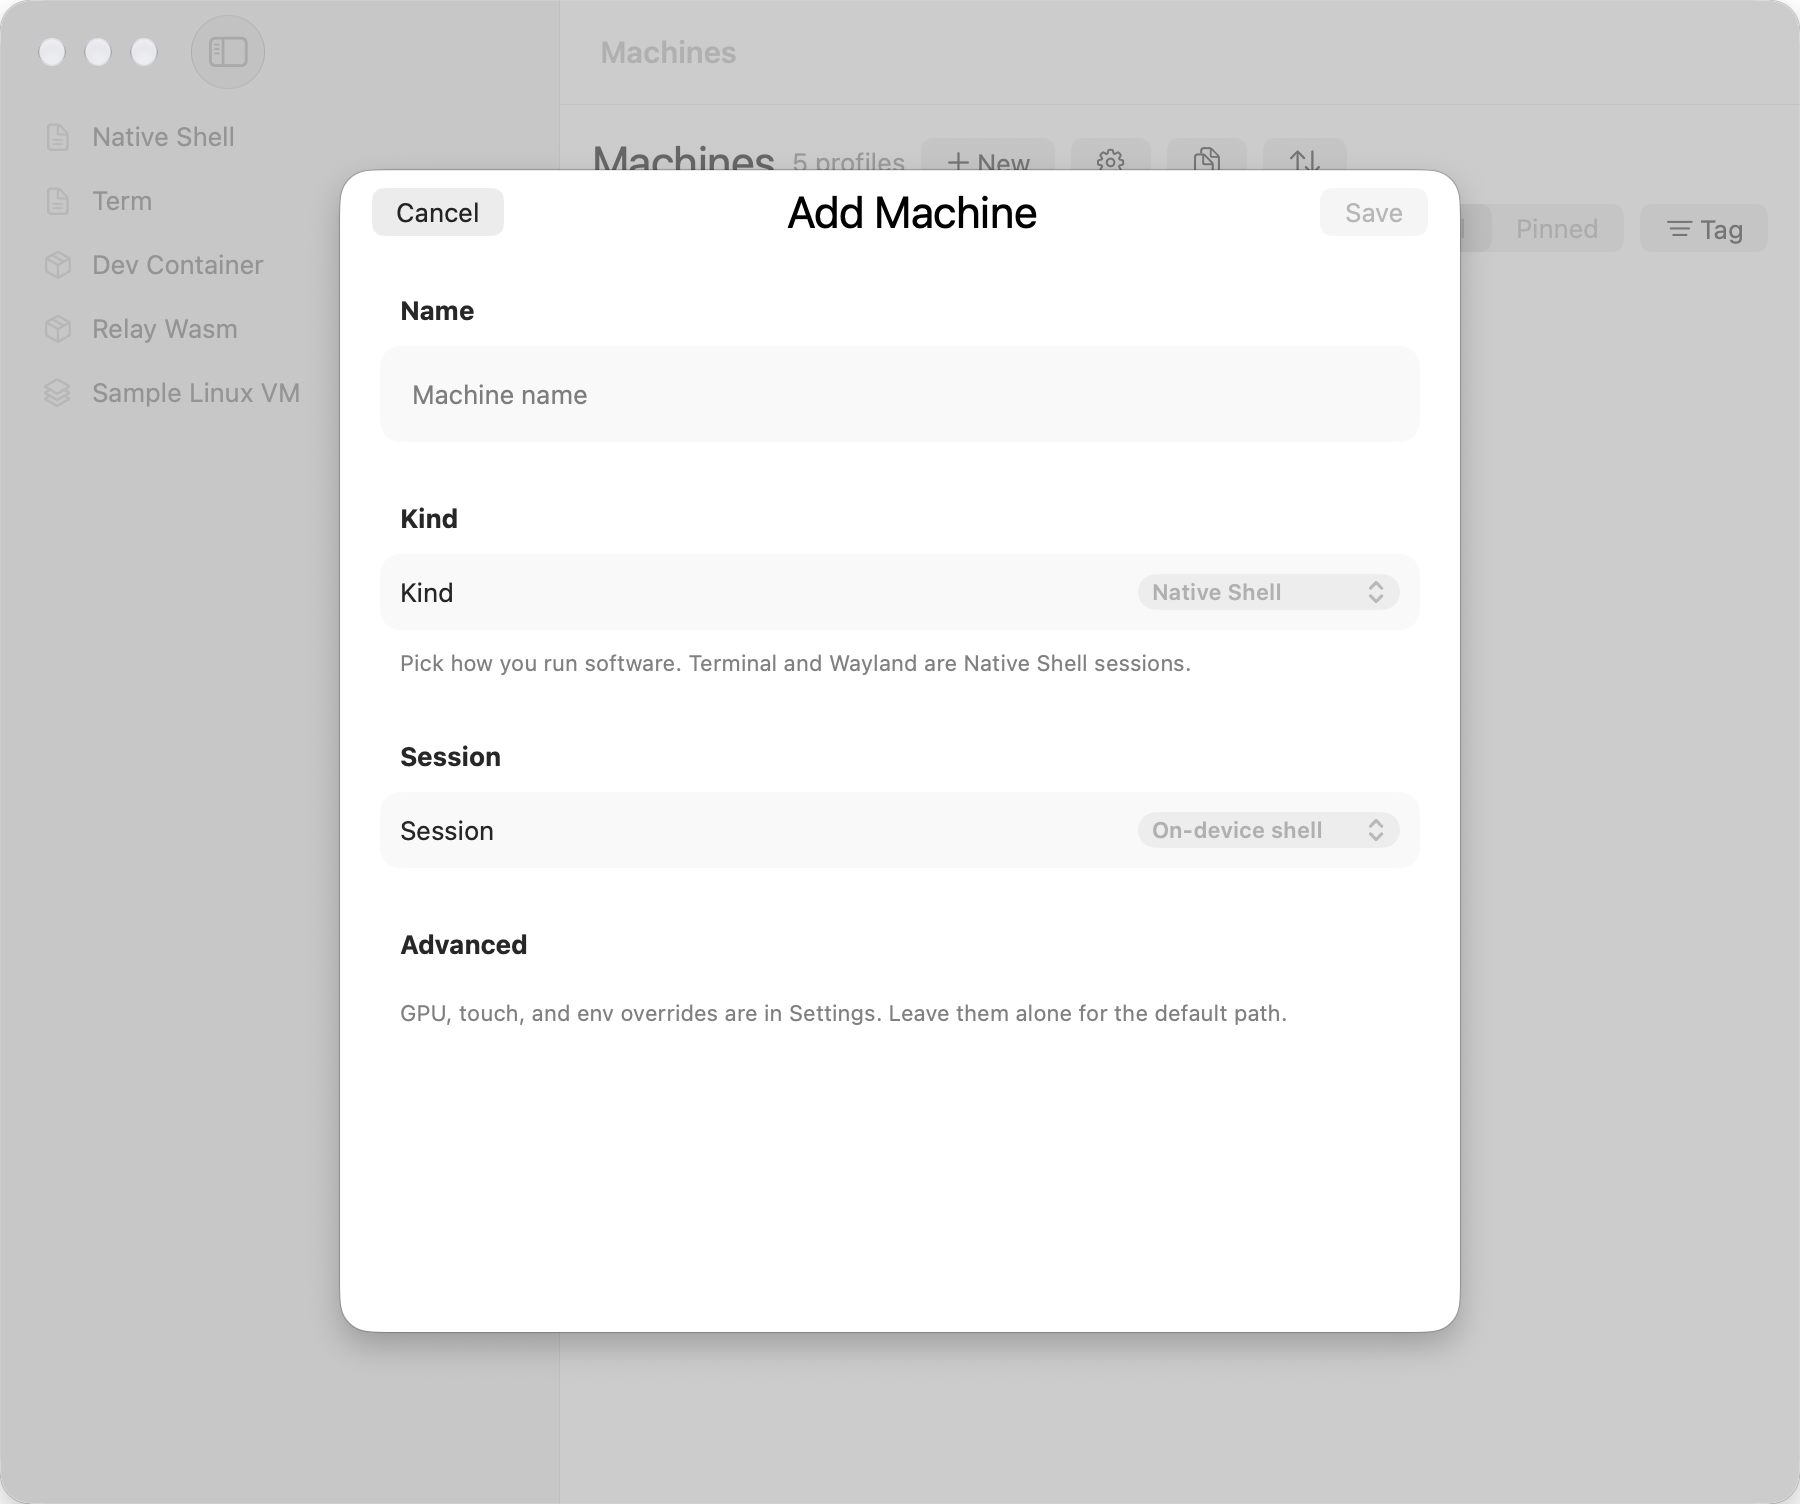 Machines
Native Shell
Term
Dev Container
Relay Wasm
Sample Linux VM
Machines 5 profiles + New
Pinned
Tag
Cancel
Add Machine
Save
Name
Machine name
Kind
Kind
Native Shell
Pick how you run software. Terminal and Wayland are Native Shell sessions.
Session
Session
On-device shell
Advanced
GPU, touch, and env overrides are in Settings. Leave them alone for the default path.